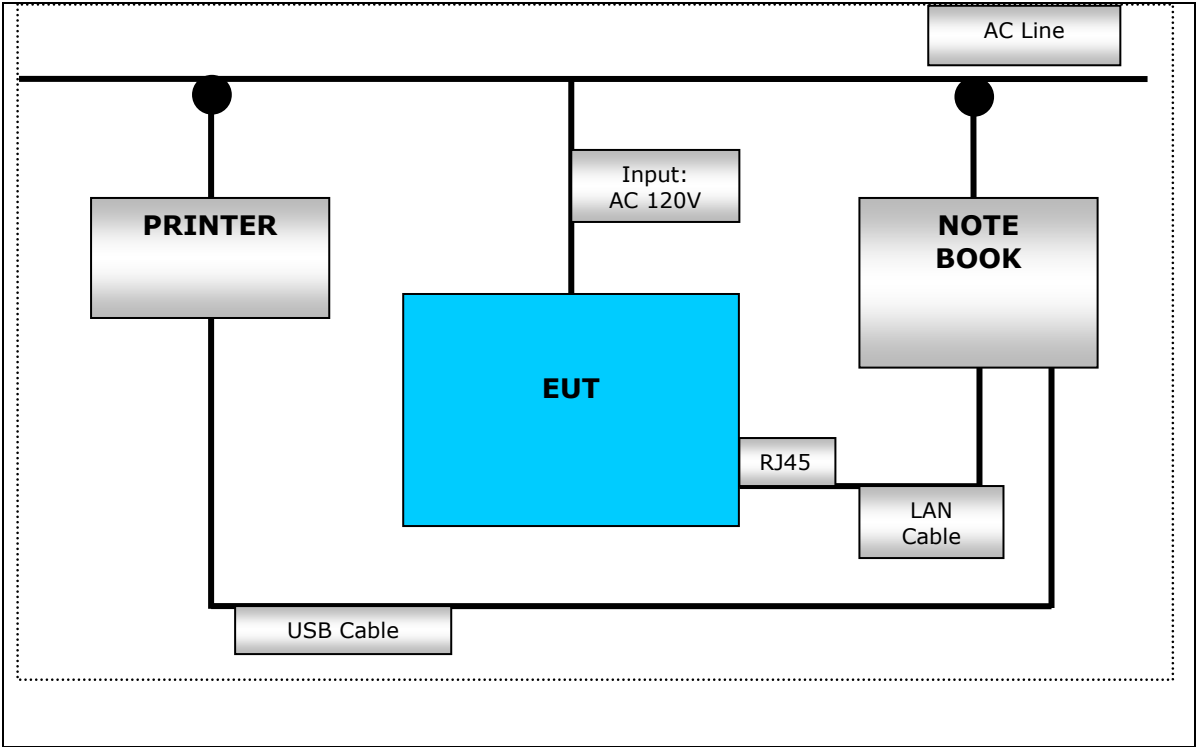 AC Line
Input:
AC 120V
PRINTER
NOTE
BOOK
EUT
RJ45
LAN
Cable
USB Cable